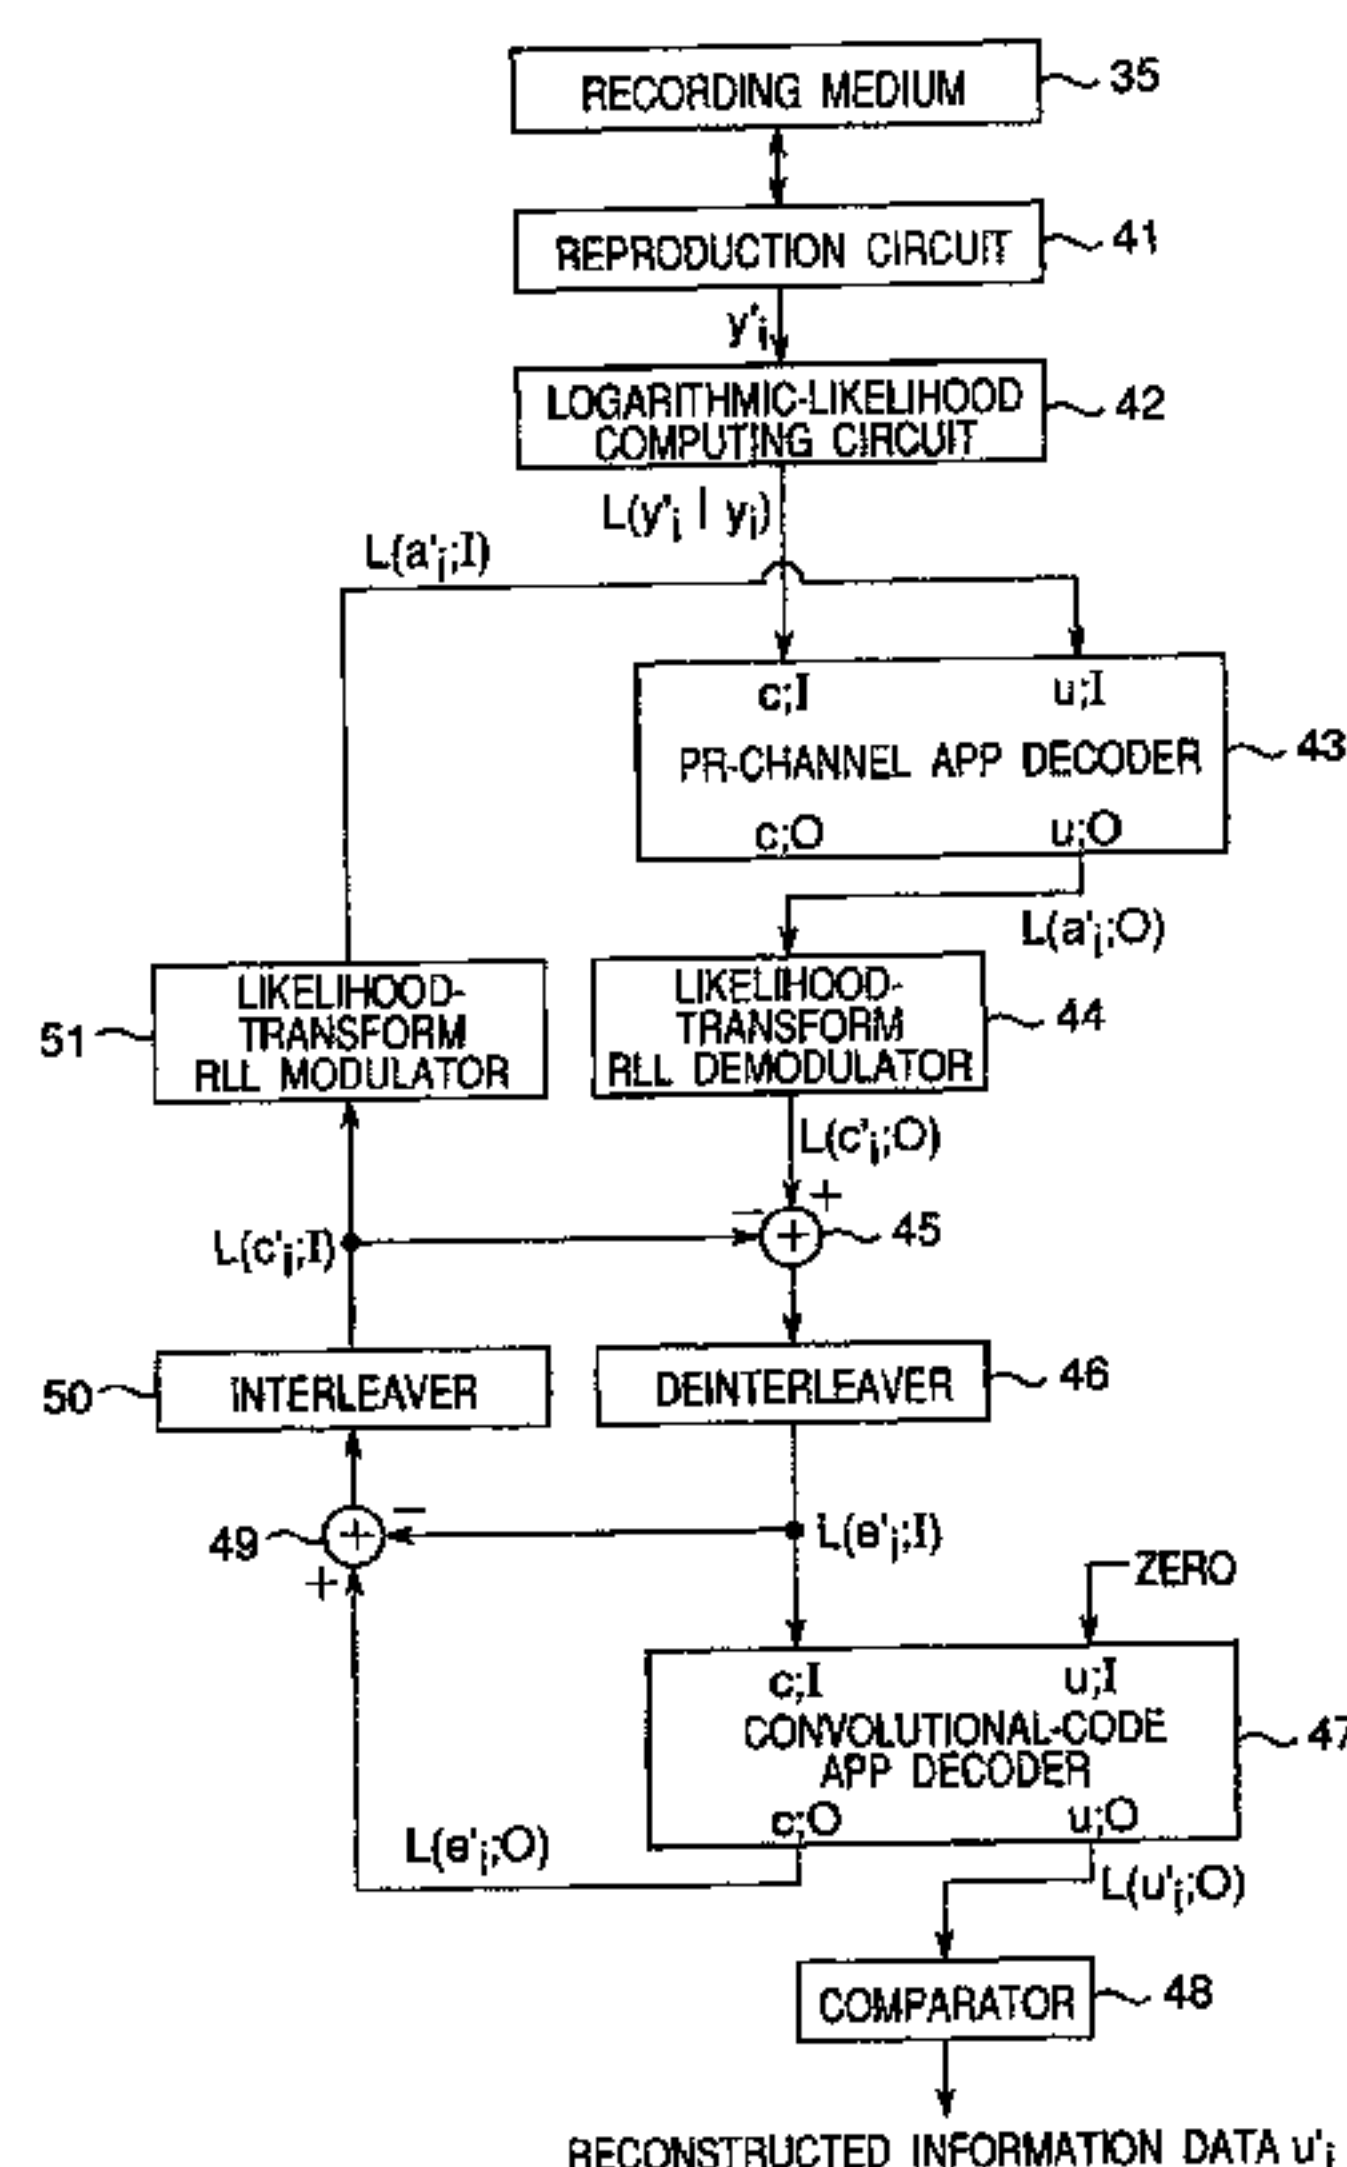 RECORDING MEDIUM
35
REPRODUCTION CIRCUIT
41
y'i
LOGARITHMIC-LIKELIHOOD
COMPUTING CIRCUIT
42
L(y'i | yi)
L(a'i;I)
c;I
u;I
PR-CHANNEL APP DECODER
43
c;O
u;O
L(a'i;O)
LIKELIHOOD-
TRANSFORM
RLL MODULATOR
51
LIKELIHOOD-
TRANSFORM
RLL DEMODULATOR
44
L(c'i;O)
− +
+
45
L(c'i;I)
50
INTERLEAVER
DEINTERLEAVER
46
−
49
+
+
L(e'i;I)
ZERO
c;I
u;I
CONVOLUTIONAL-CODE
APP DECODER
47
c;O
u;O
L(e'i;O)
L(u'i;O)
COMPARATOR
48
RECONSTRUCTED INFORMATION DATA u'i